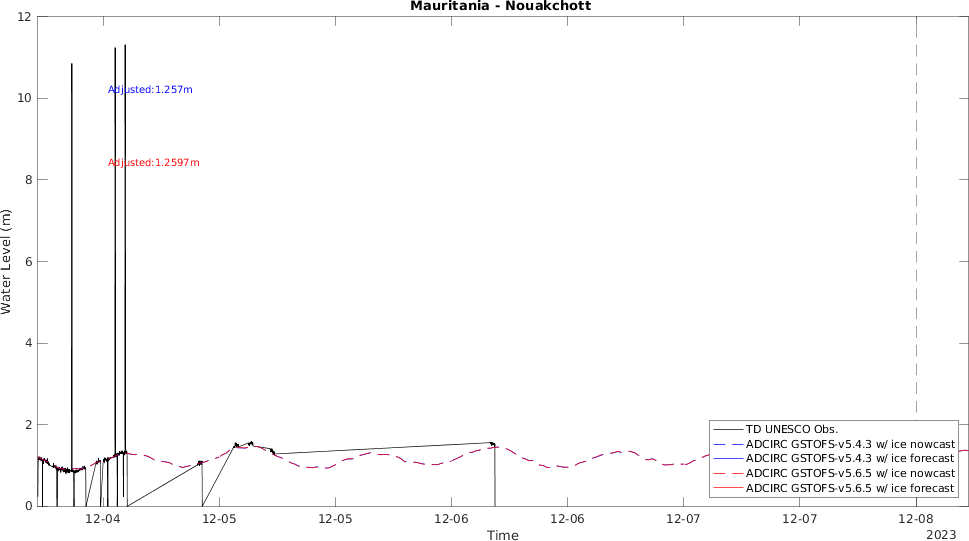 Mauritania - Nouakchott
Water Level (m)
12
10
8
6
4
2
0
Adjusted:1.257m
Adjusted:1.2597m
TD UNESCO Obs.
ADCIRC GSTOFS-v5.4.3 w/ ice nowcast
ADCIRC GSTOFS-v5.4.3 w/ ice forecast
ADCIRC GSTOFS-v5.6.5 w/ ice nowcast
ADCIRC GSTOFS-v5.6.5 w/ ice forecast
12-04 12-05 12-05 12-06 12-06 12-07 12-07 12-08
Time
2023